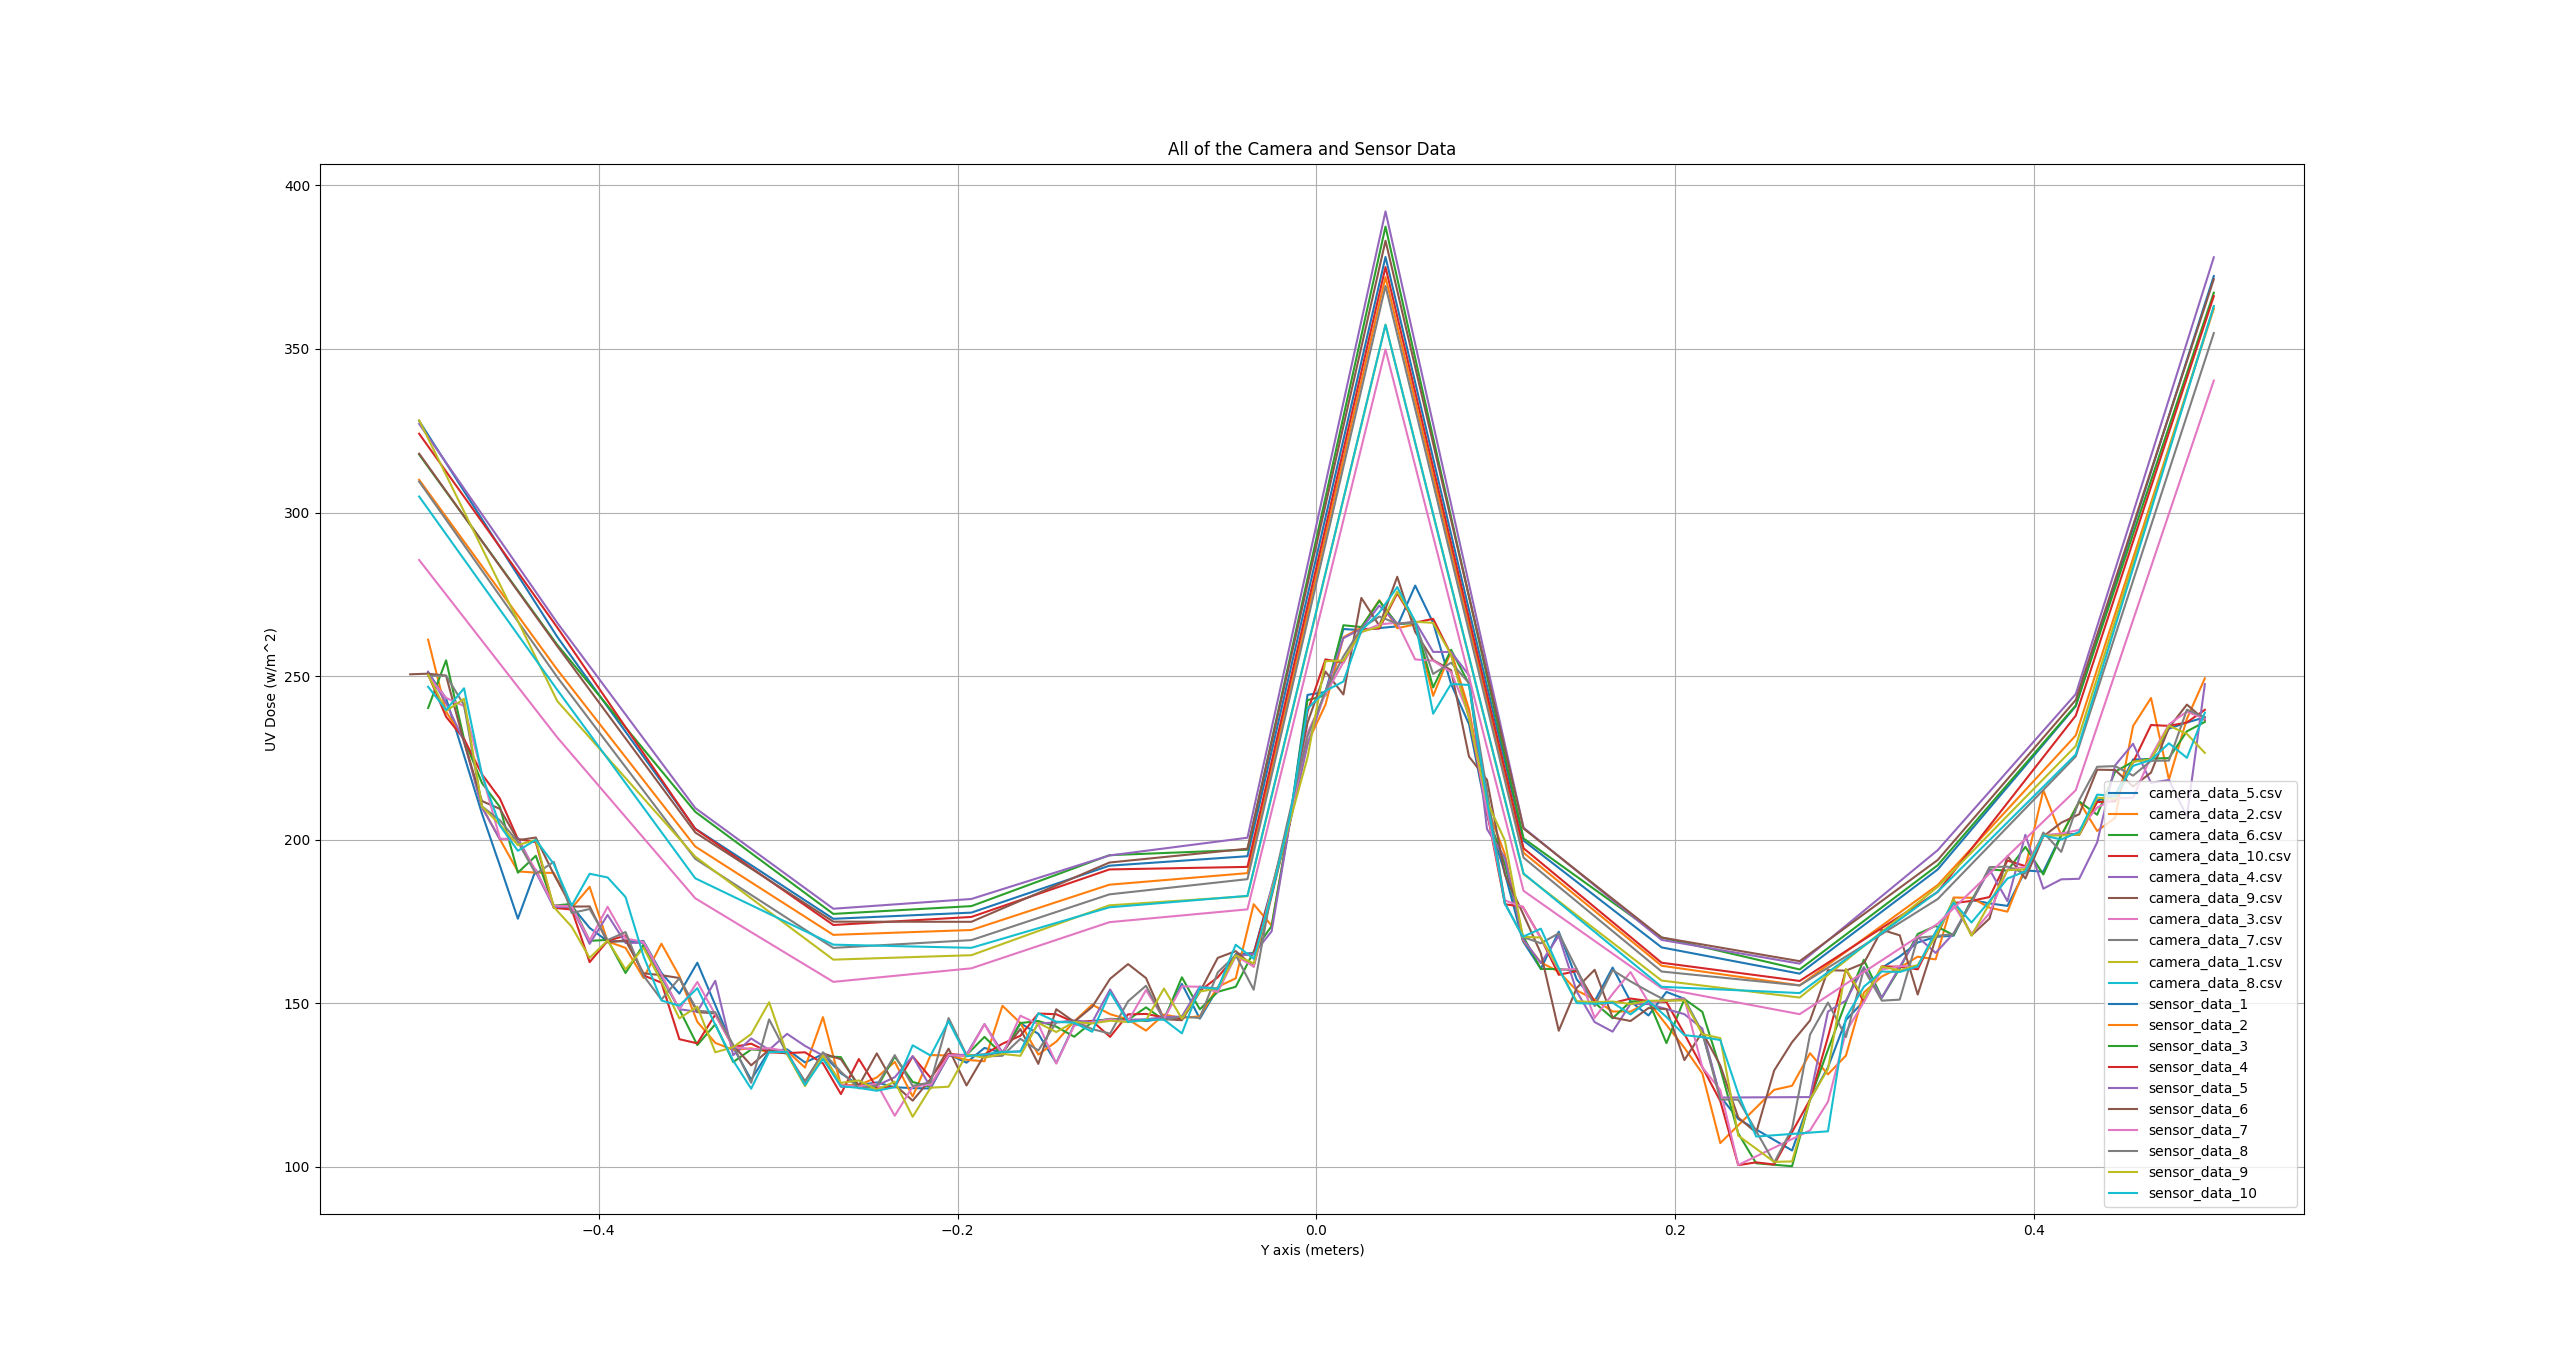 All of the Camera and Sensor Data
400
350
300
250
200
150
100
UV Dose (w/m^2)
−0.4
−0.2
0.0
0.2
0.4
Y axis (meters)
camera_data_5.csv
camera_data_2.csv
camera_data_6.csv
camera_data_10.csv
camera_data_4.csv
camera_data_9.csv
camera_data_3.csv
camera_data_7.csv
camera_data_1.csv
camera_data_8.csv
sensor_data_1
sensor_data_2
sensor_data_3
sensor_data_4
sensor_data_5
sensor_data_6
sensor_data_7
sensor_data_8
sensor_data_9
sensor_data_10